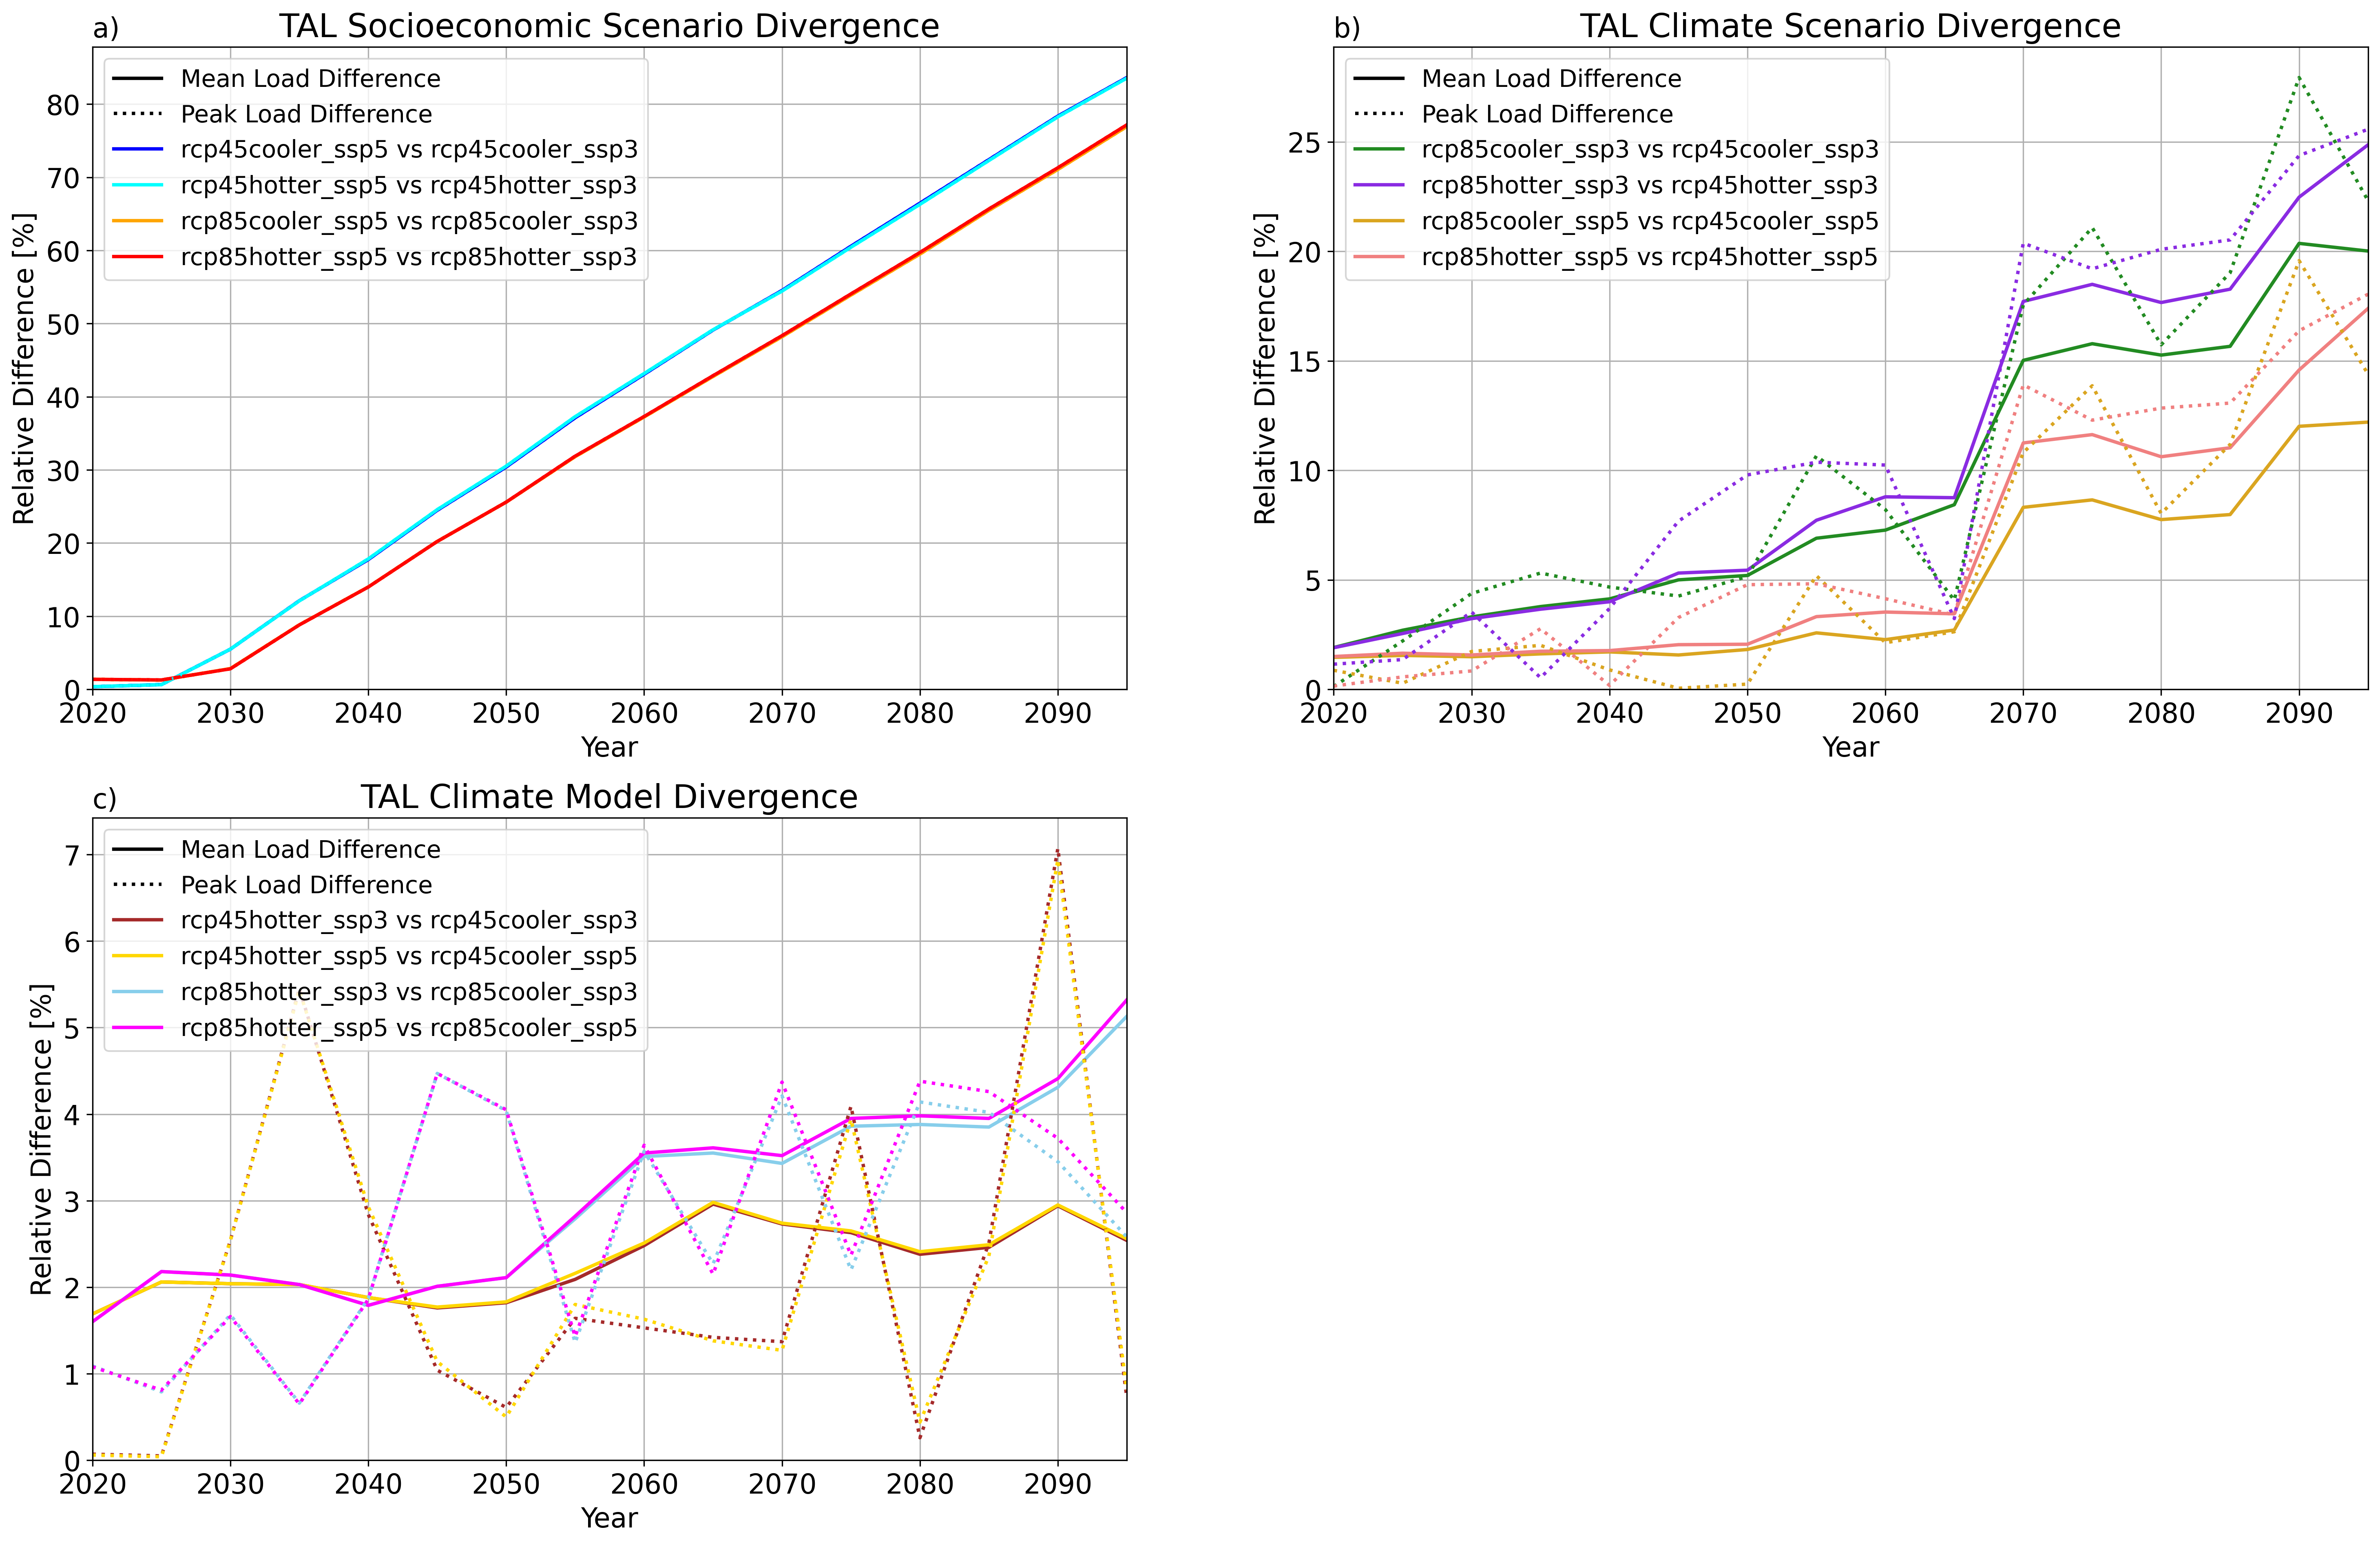 a)
TAL Socioeconomic Scenario Divergence
Mean Load Difference
Peak Load Difference
rcp45cooler_ssp5 vs rcp45cooler_ssp3
rcp45hotter_ssp5 vs rcp45hotter_ssp3
rcp85cooler_ssp5 vs rcp85cooler_ssp3
rcp85hotter_ssp5 vs rcp85hotter_ssp3
Relative Difference [%]
80
70
60
50
40
30
20
10
0
2020 2030 2040 2050 2060 2070 2080 2090
Year
b)
TAL Climate Scenario Divergence
Mean Load Difference
Peak Load Difference
rcp85cooler_ssp3 vs rcp45cooler_ssp3
rcp85hotter_ssp3 vs rcp45hotter_ssp3
rcp85cooler_ssp5 vs rcp45cooler_ssp5
rcp85hotter_ssp5 vs rcp45hotter_ssp5
Relative Difference [%]
25
20
15
10
5
0
2020 2030 2040 2050 2060 2070 2080 2090
Year
c)
TAL Climate Model Divergence
Mean Load Difference
Peak Load Difference
rcp45hotter_ssp3 vs rcp45cooler_ssp3
rcp45hotter_ssp5 vs rcp45cooler_ssp5
rcp85hotter_ssp3 vs rcp85cooler_ssp3
rcp85hotter_ssp5 vs rcp85cooler_ssp5
Relative Difference [%]
7
6
5
4
3
2
1
0
2020 2030 2040 2050 2060 2070 2080 2090
Year